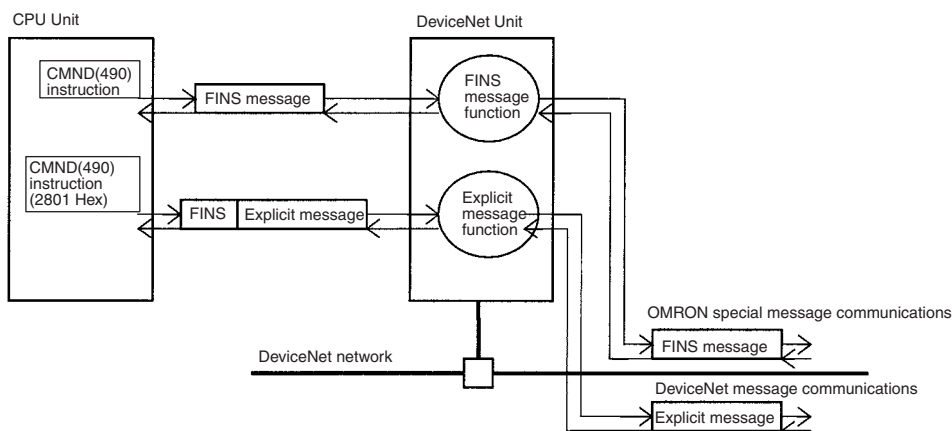 CPU Unit
DeviceNet Unit
CMND(490)
instruction
FINS message
FINS
message
function
CMND(490)
instruction
(2801 Hex)
FINS
Explicit message
Explicit
message
function
OMRON special message communications
FINS message
DeviceNet network
DeviceNet message communications
Explicit message